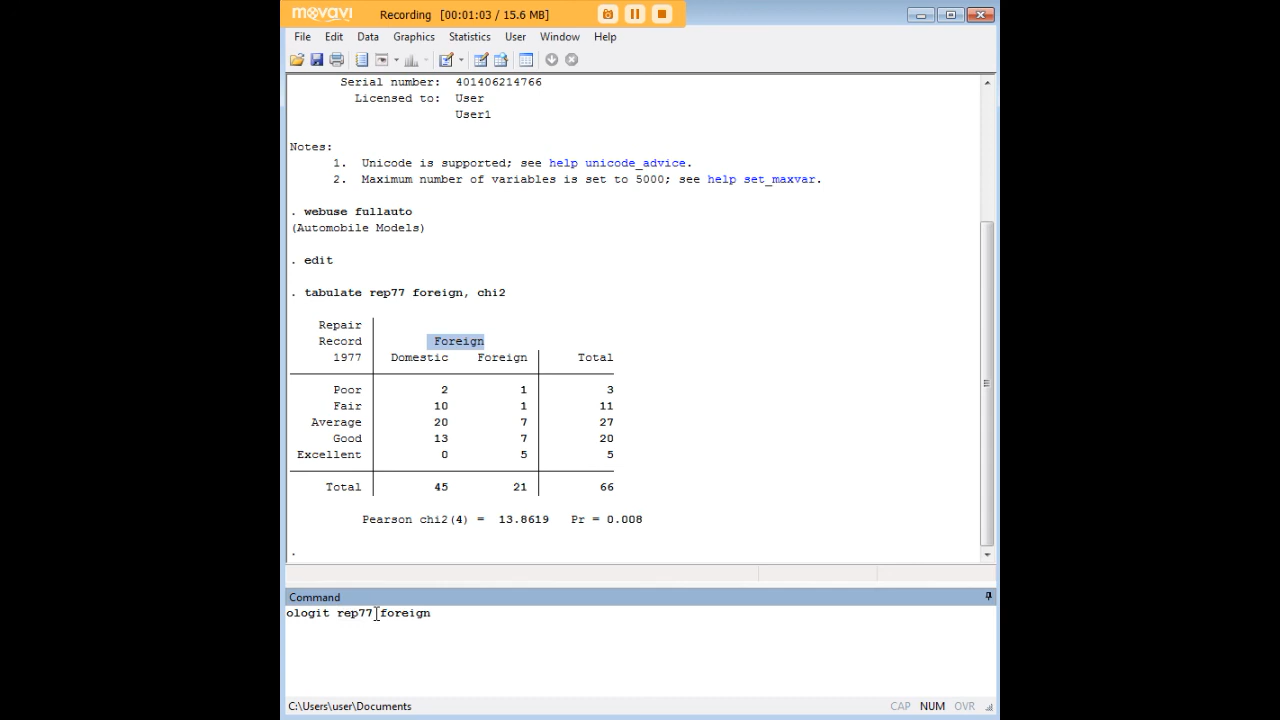 movavi Recording [00:01:03 / 15.6 MB]
File Edit Data Graphics Statistics User Window Help
Serial number: 401406214766
Licensed to: User
User1
Notes:
1. Unicode is supported; see help unicode_advice.
2. Maximum number of variables is set to 5000; see help set_maxvar.
. webuse fullauto
(Automobile Models)
. edit
. tabulate rep77 foreign, chi2
Repair
Record Foreign
1977 Domestic Foreign Total
Poor 2 1 3
Fair 10 1 11
Average 20 7 27
Good 13 7 20
Excellent 0 5 5
Total 45 21 66
Pearson chi2(4) = 13.8619 Pr = 0.008
.
Command
ologit rep77 foreign
C:\Users\user\Documents CAP NUM OVR